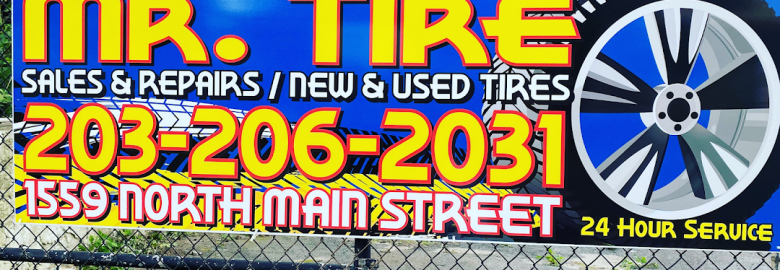 MR. TIRE
SALES & REPAIRS / NEW & USED TIRES
203-206-2031
1559 NORTH MAIN STREET
24 HOUR SERVICE